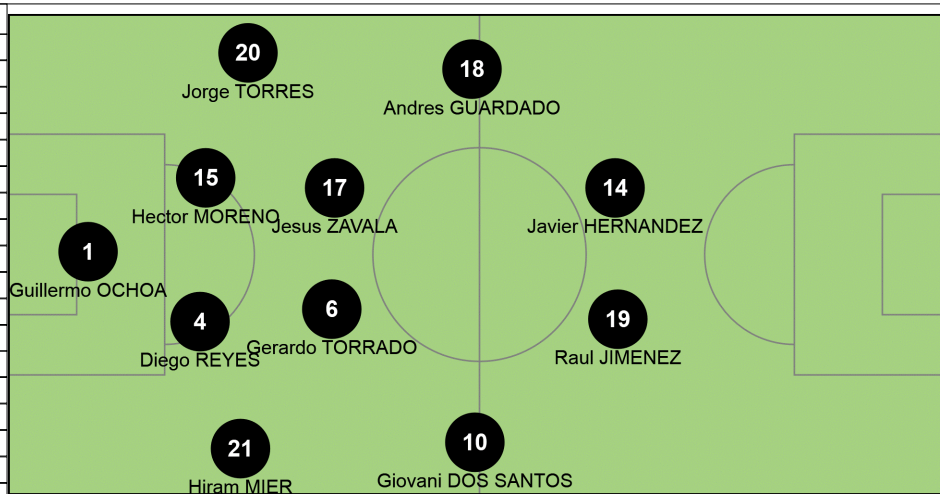 20
Jorge TORRES
18
Andres GUARDADO
15
Hector MORENO
17
Jesus ZAVALA
14
Javier HERNANDEZ
1
Guillermo OCHOA
4
Diego REYES
6
Gerardo TORRADO
19
Raul JIMENEZ
21
Hiram MIER
10
Giovani DOS SANTOS